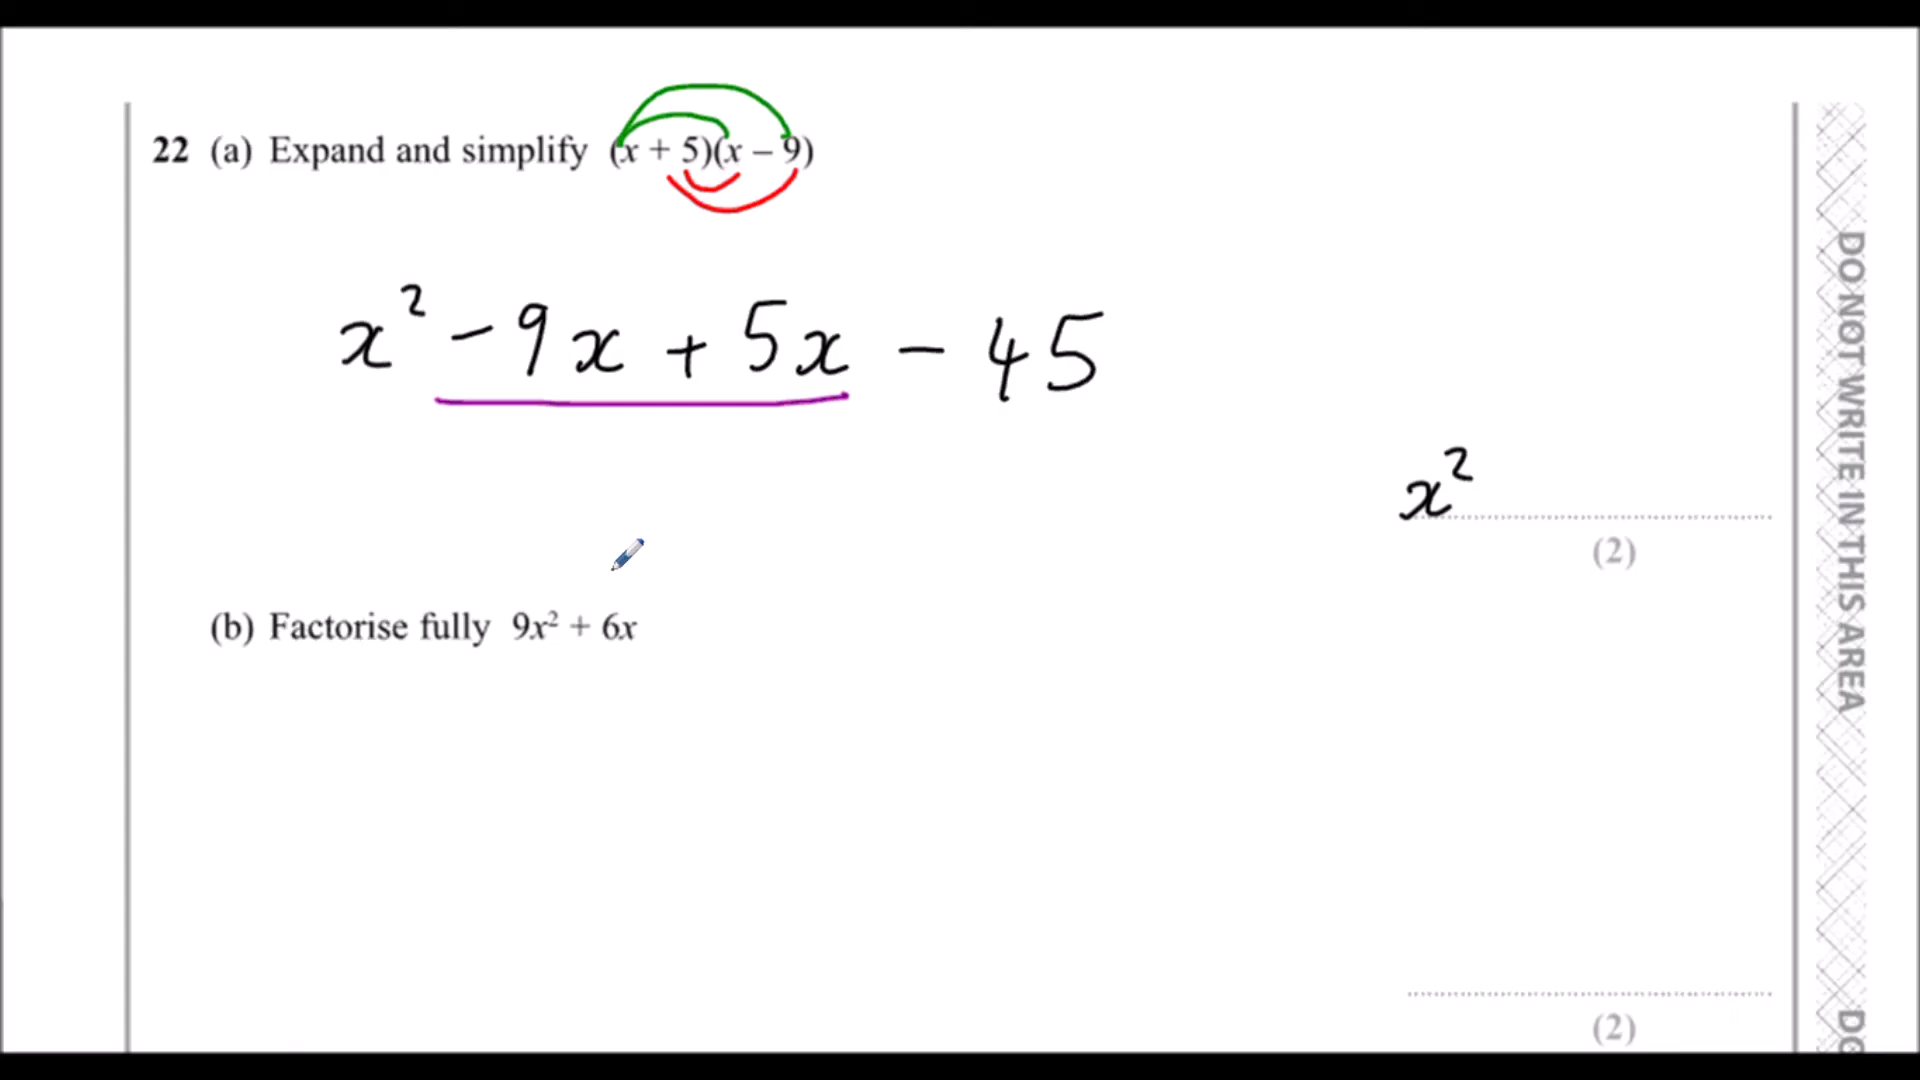 22 (a) Expand and simplify (x + 5)(x – 9)
x² – 9x + 5x – 45
x²
(2)
(b) Factorise fully 9x² + 6x
(2)
DO NOT WRITE IN THIS AREA
DO